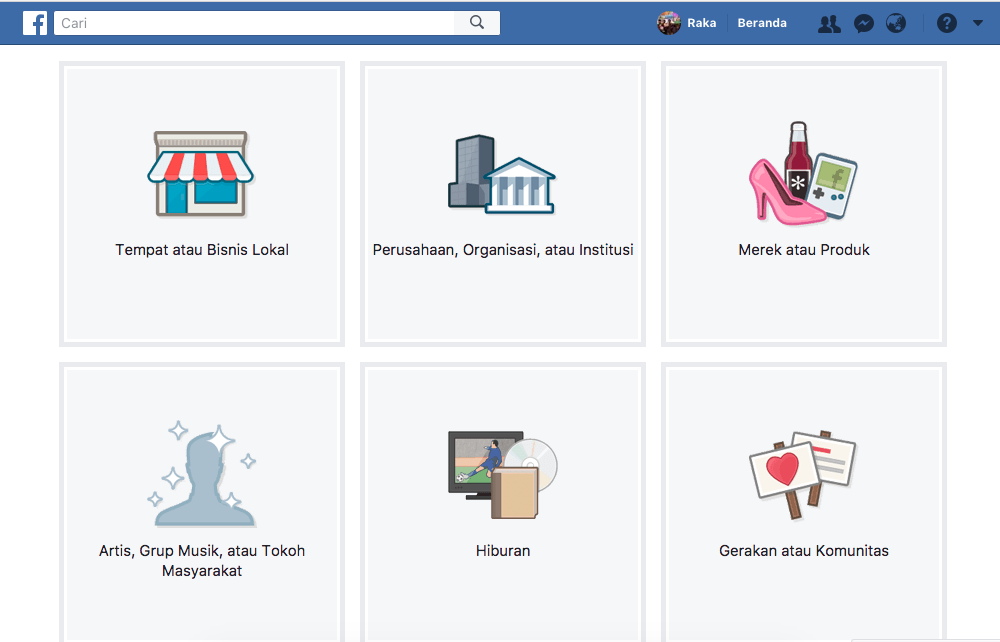 Cari
Raka Beranda
Tempat atau Bisnis Lokal
Perusahaan, Organisasi, atau Institusi
Merek atau Produk
Artis, Grup Musik, atau Tokoh
Masyarakat
Hiburan
Gerakan atau Komunitas